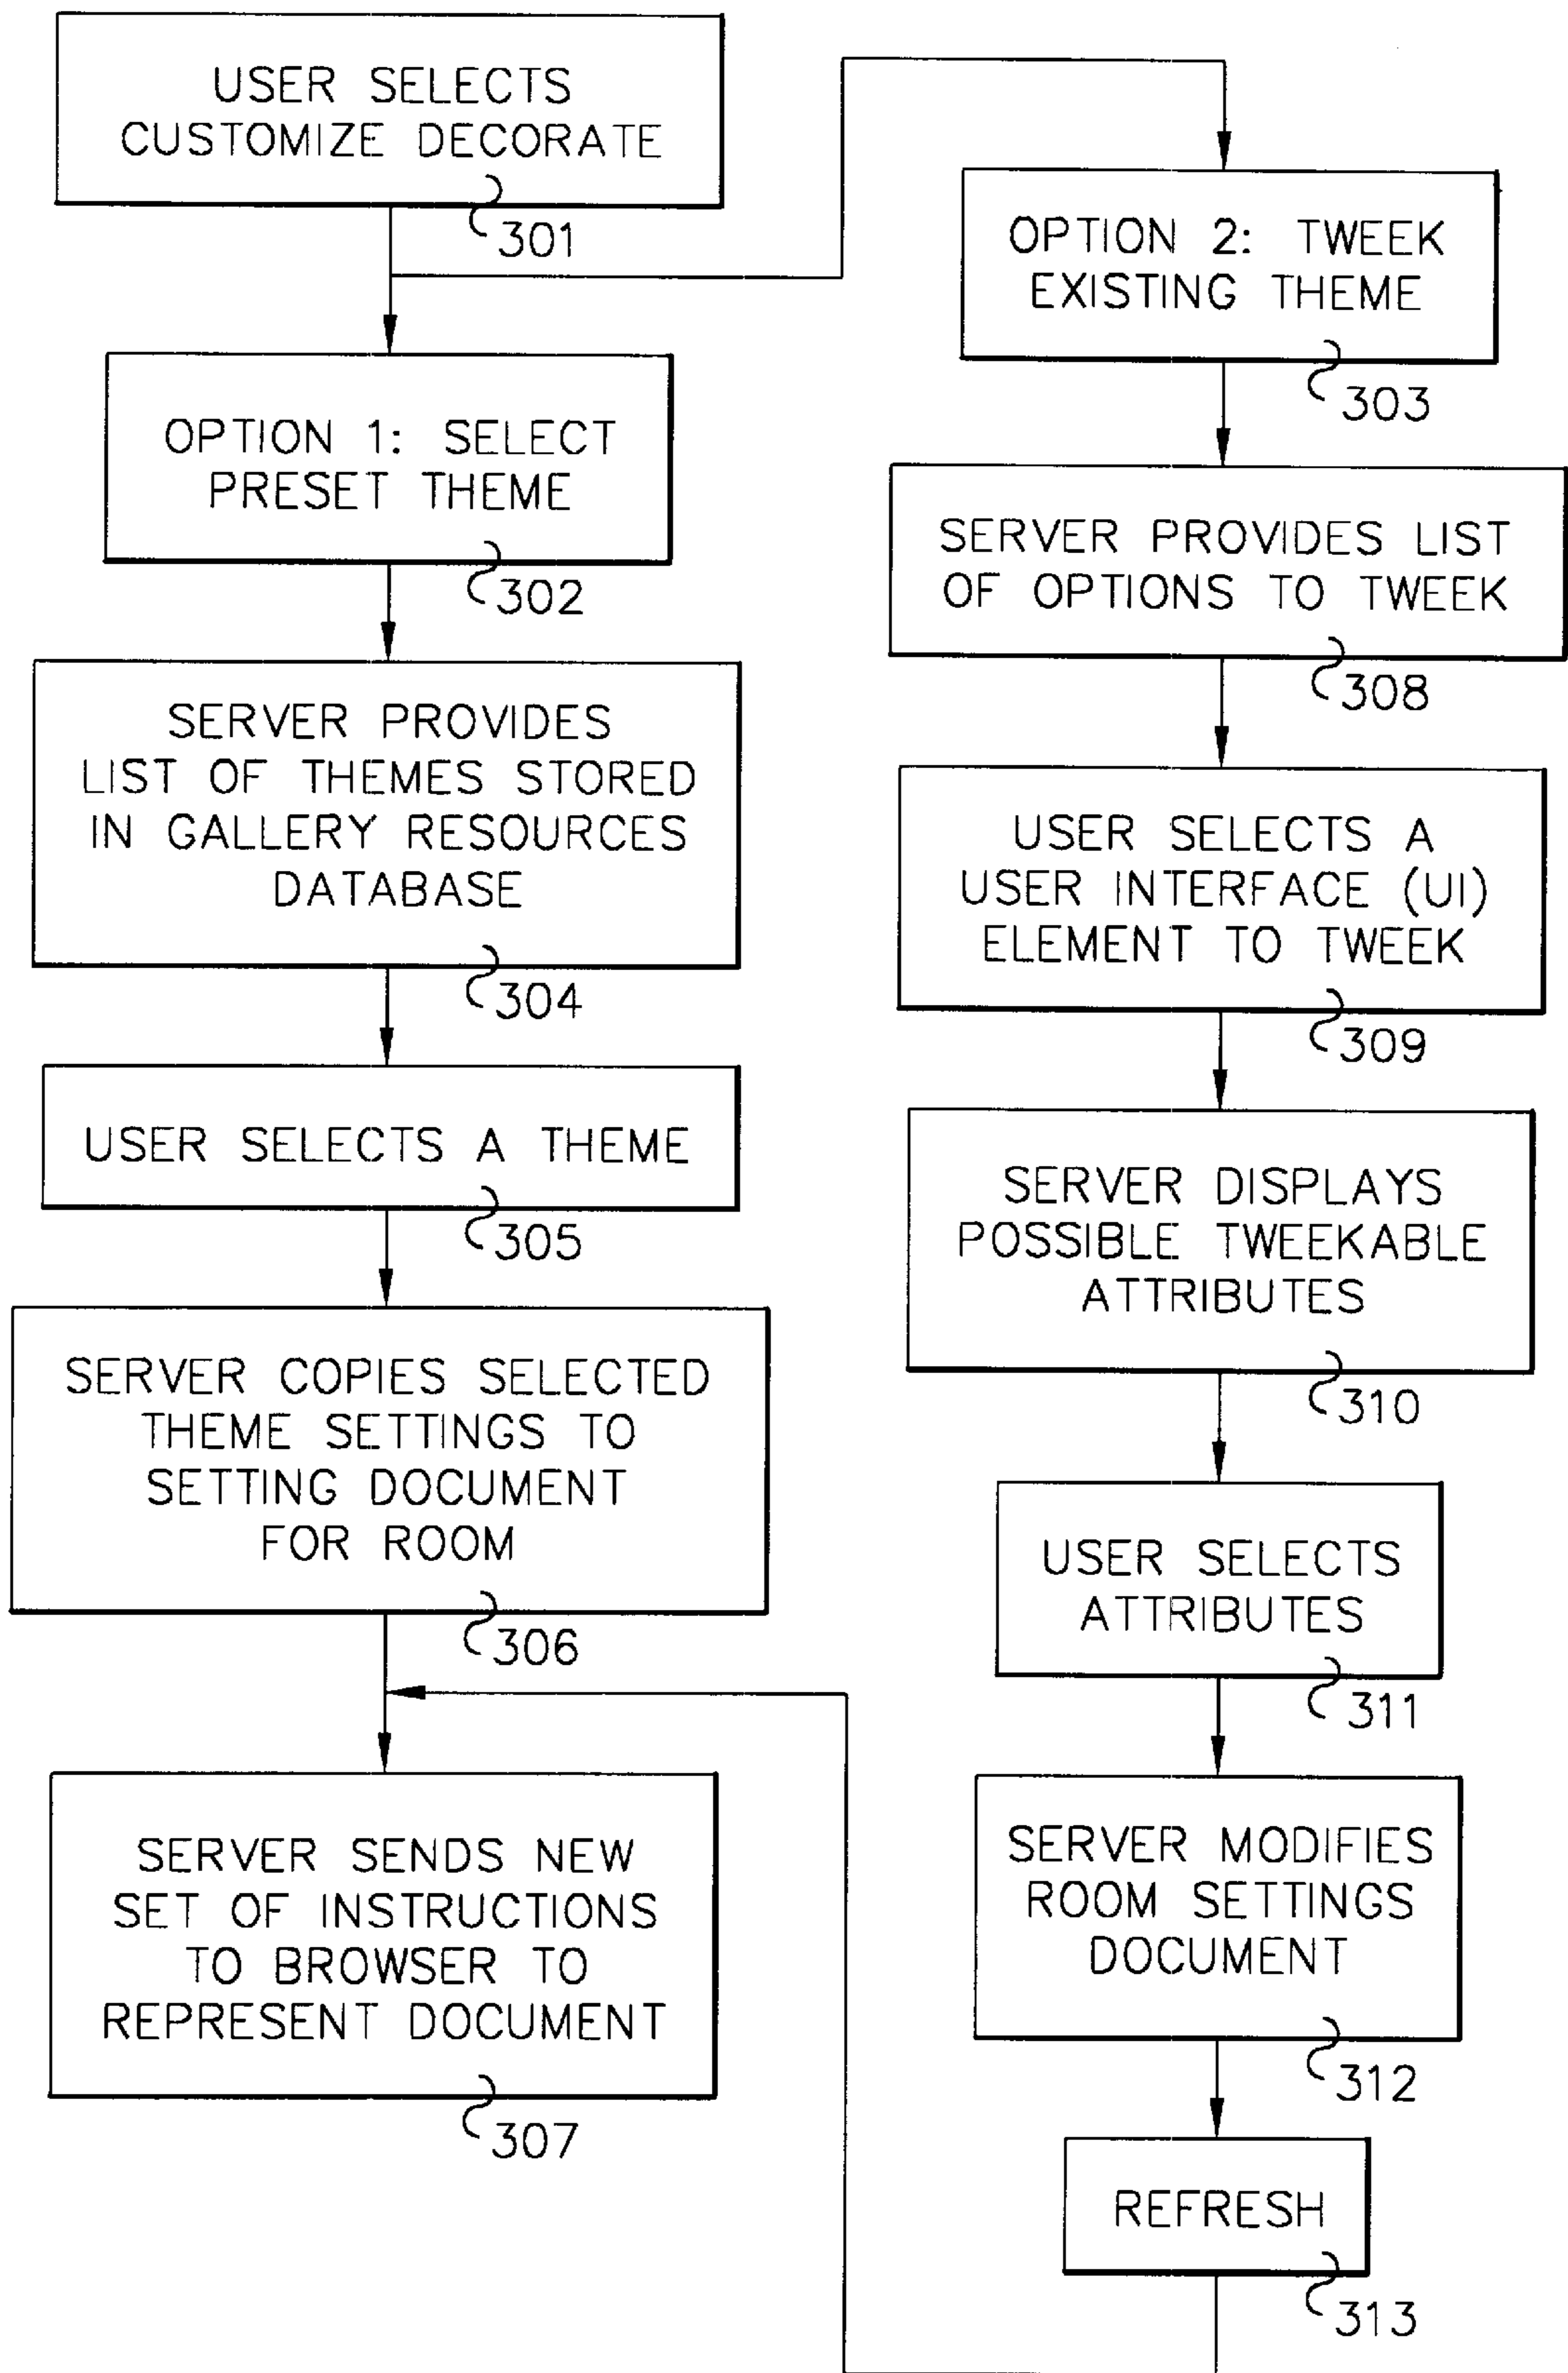 USER SELECTS
CUSTOMIZE DECORATE
301
OPTION 1: SELECT
PRESET THEME
302
SERVER PROVIDES
LIST OF THEMES STORED
IN GALLERY RESOURCES
DATABASE
304
USER SELECTS A THEME
305
SERVER COPIES SELECTED
THEME SETTINGS TO
SETTING DOCUMENT
FOR ROOM
306
SERVER SENDS NEW
SET OF INSTRUCTIONS
TO BROWSER TO
REPRESENT DOCUMENT
307
OPTION 2: TWEEK
EXISTING THEME
303
SERVER PROVIDES LIST
OF OPTIONS TO TWEEK
308
USER SELECTS A
USER INTERFACE (UI)
ELEMENT TO TWEEK
309
SERVER DISPLAYS
POSSIBLE TWEEKABLE
ATTRIBUTES
310
USER SELECTS
ATTRIBUTES
311
SERVER MODIFIES
ROOM SETTINGS
DOCUMENT
312
REFRESH
313